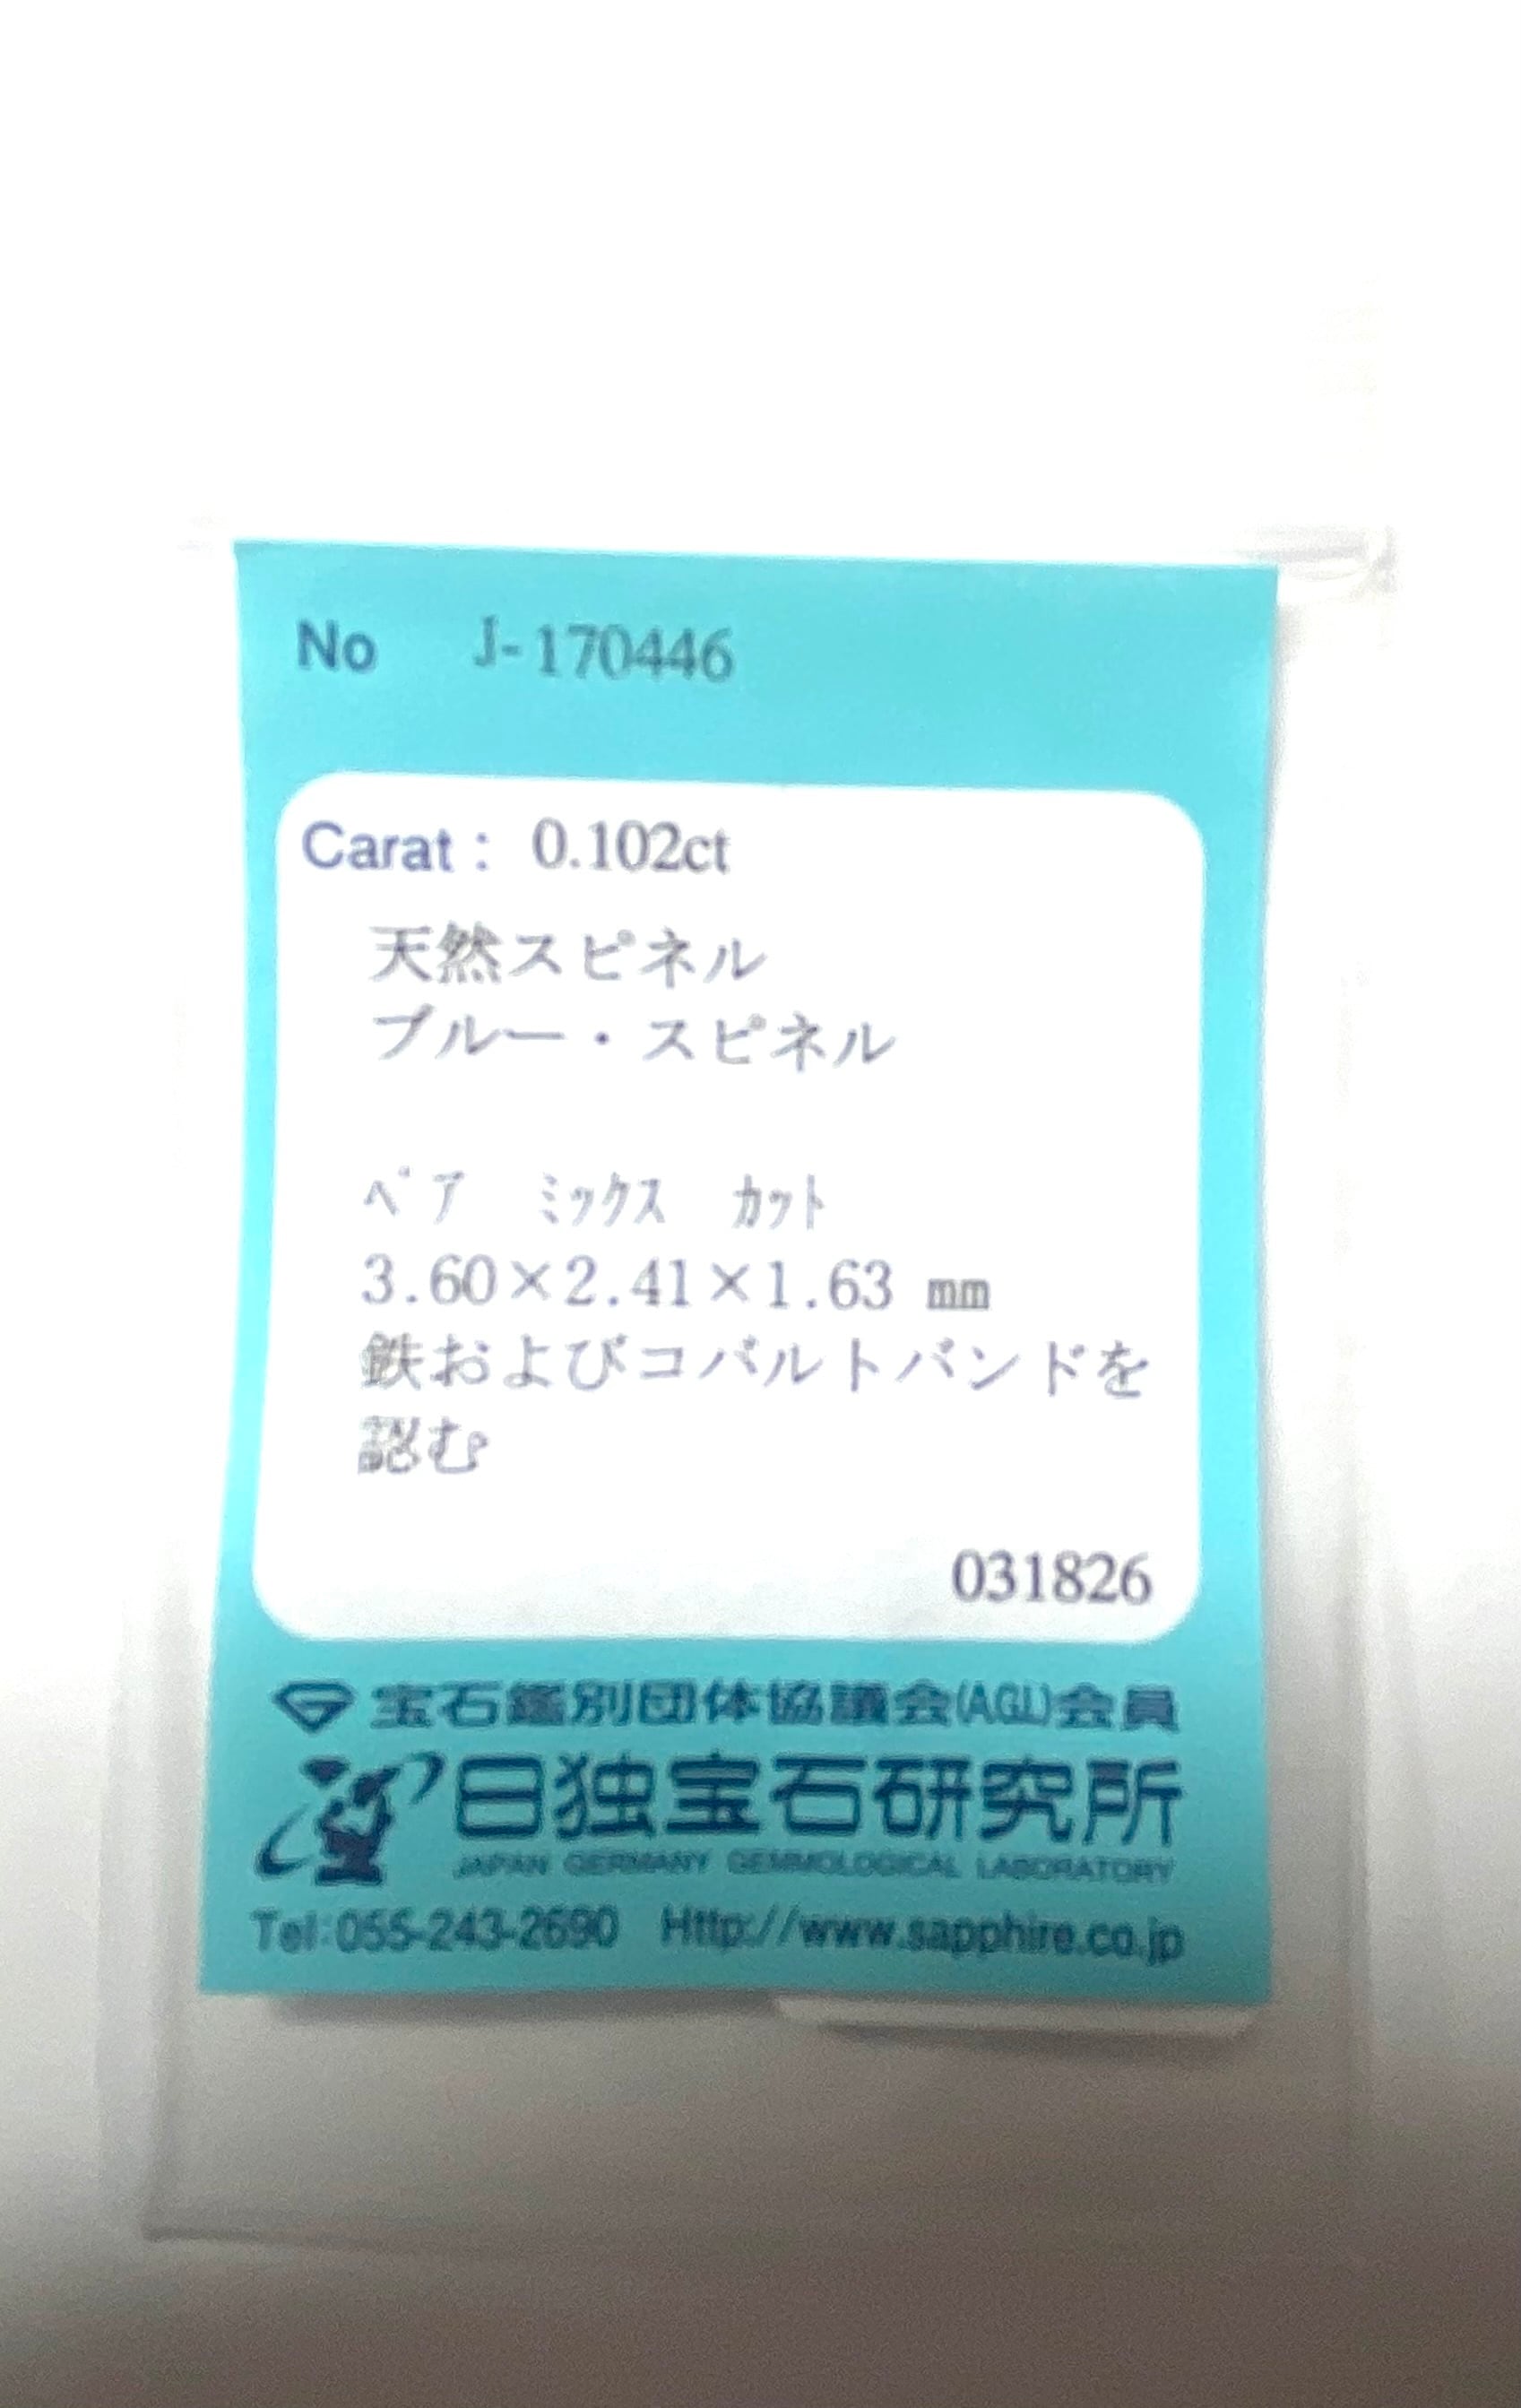 No J-170446
Carat : 0.102ct
天然スピネル
ブルー・スピネル
ﾍﾟｱ ﾐｯｸｽ ｶｯﾄ
3.60×2.41×1.63 mm
鉄およびコバルトバンドを
認む
031826
宝石鑑別団体協議会(AGL)会員
日独宝石研究所
JAPAN GERMANY GEMMOLOGICAL LABORATORY
Tel:055-243-2690 Http://www.sapphire.co.jp